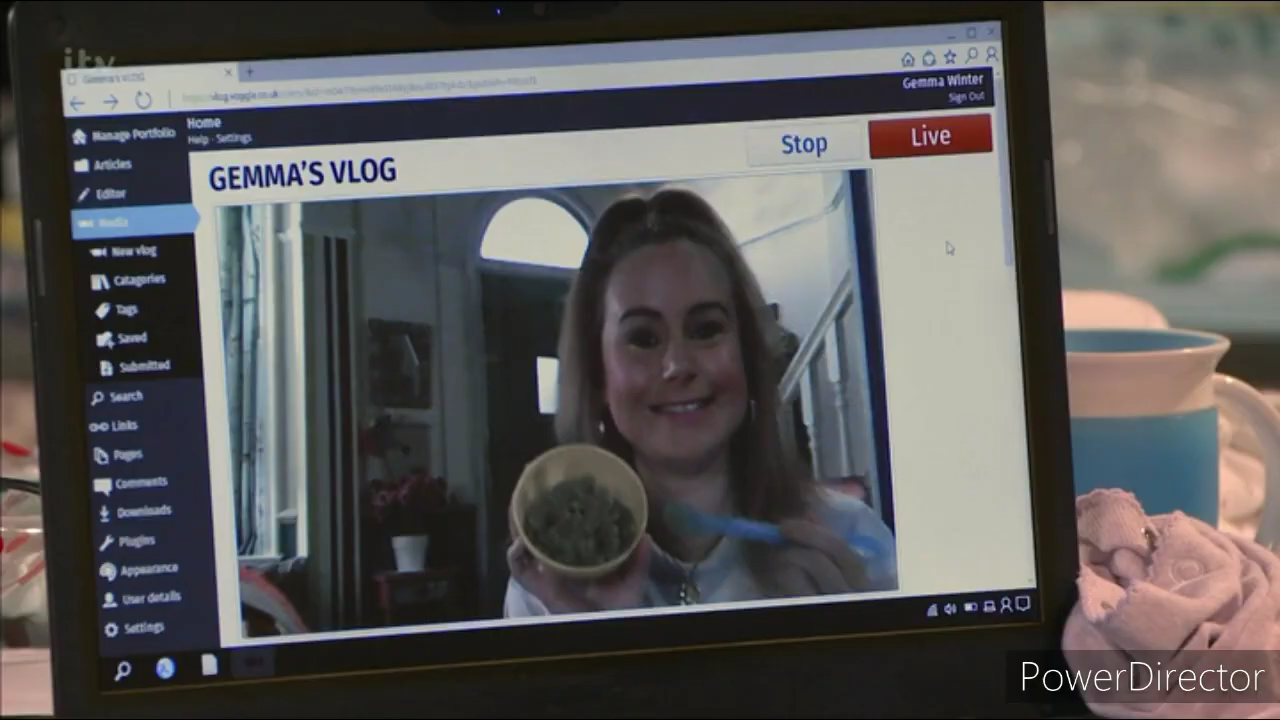 itv
Gemma's VLOG
Gemma Winter
Sign Out
Home
Help - Settings
Manage Portfolio
Articles
Editor
Media
New vlog
Catagories
Tags
Saved
Submitted
Search
Links
Pages
Comments
Downloads
Plugins
Appearance
User details
Settings
GEMMA'S VLOG
Stop
Live
PowerDirector